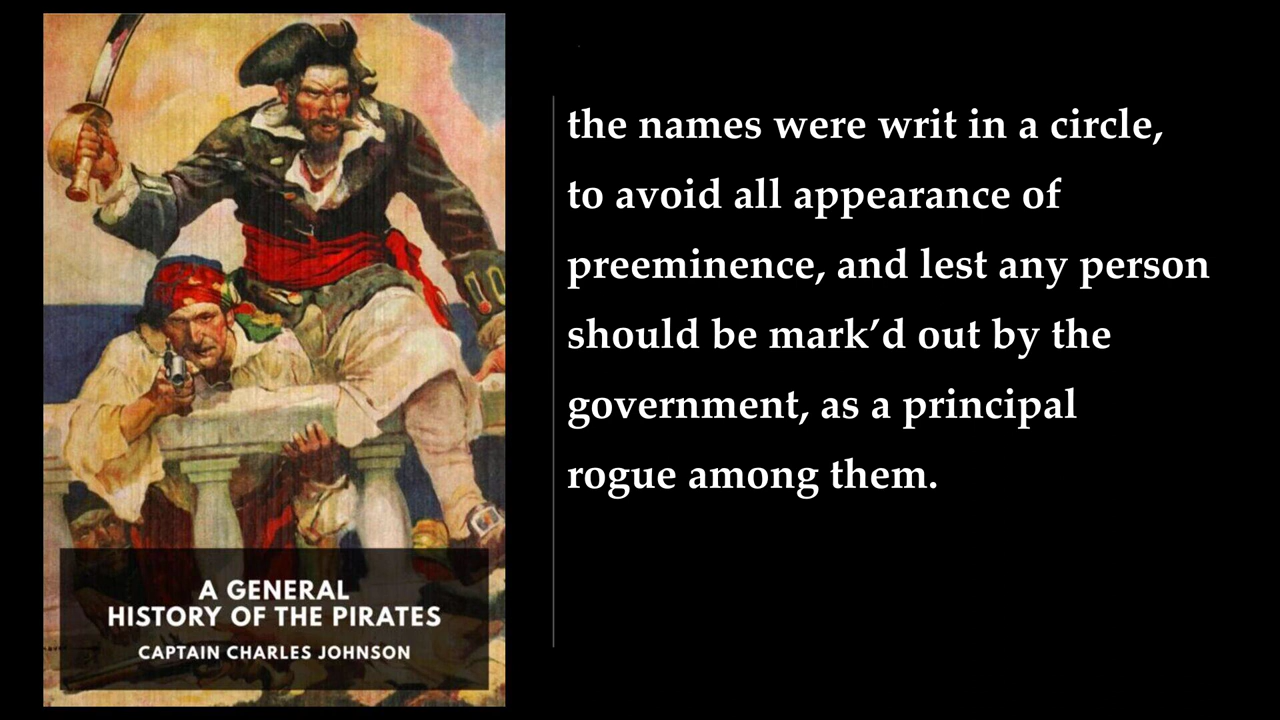 the names were writ in a circle,
to avoid all appearance of
preeminence, and lest any person
should be mark’d out by the
government, as a principal
rogue among them.
A GENERAL
HISTORY OF THE PIRATES
CAPTAIN CHARLES JOHNSON